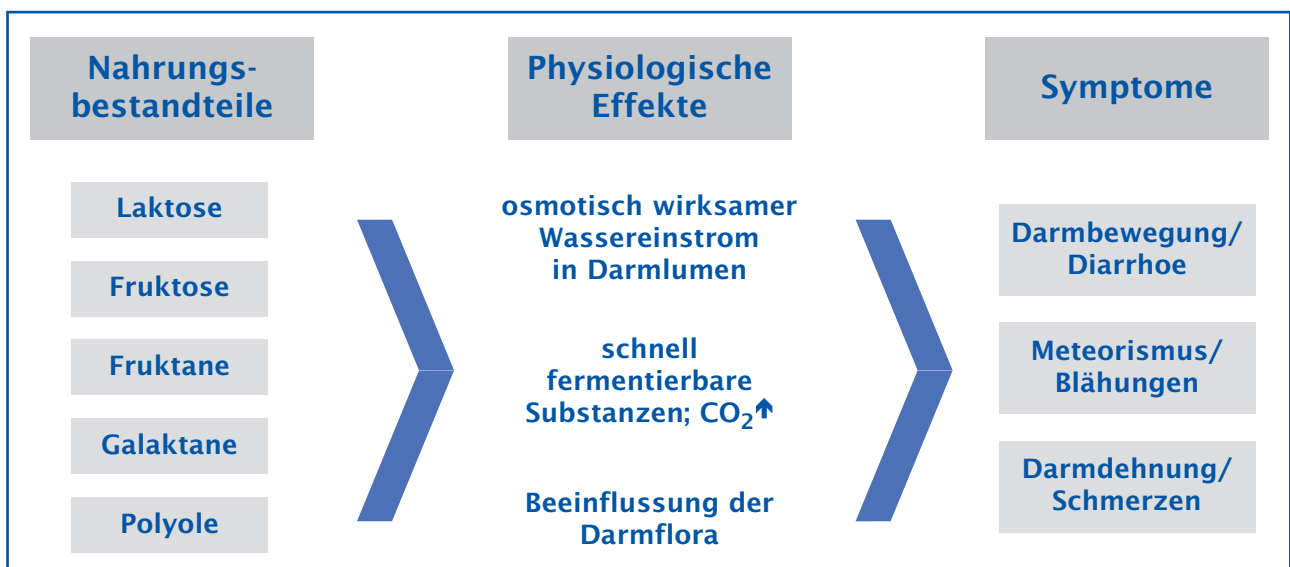 Nahrungs-
bestandteile
Laktose
Fruktose
Fruktane
Galaktane
Polyole
Physiologische
Effekte
osmotisch wirksamer
Wassereinstrom
in Darmlumen
schnell
fermentierbare
Substanzen; CO₂🡹
Beeinflussung der
Darmflora
Symptome
Darmbewegung/
Diarrhoe
Meteorismus/
Blähungen
Darmdehnung/
Schmerzen